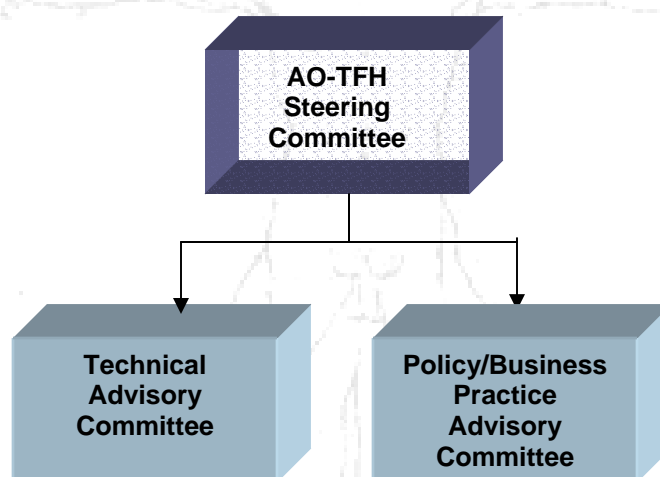 AO-TFH
Steering
Committee
Technical
Advisory
Committee
Policy/Business
Practice
Advisory
Committee